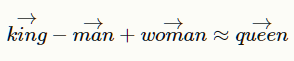 king − man + woman ≈ queen